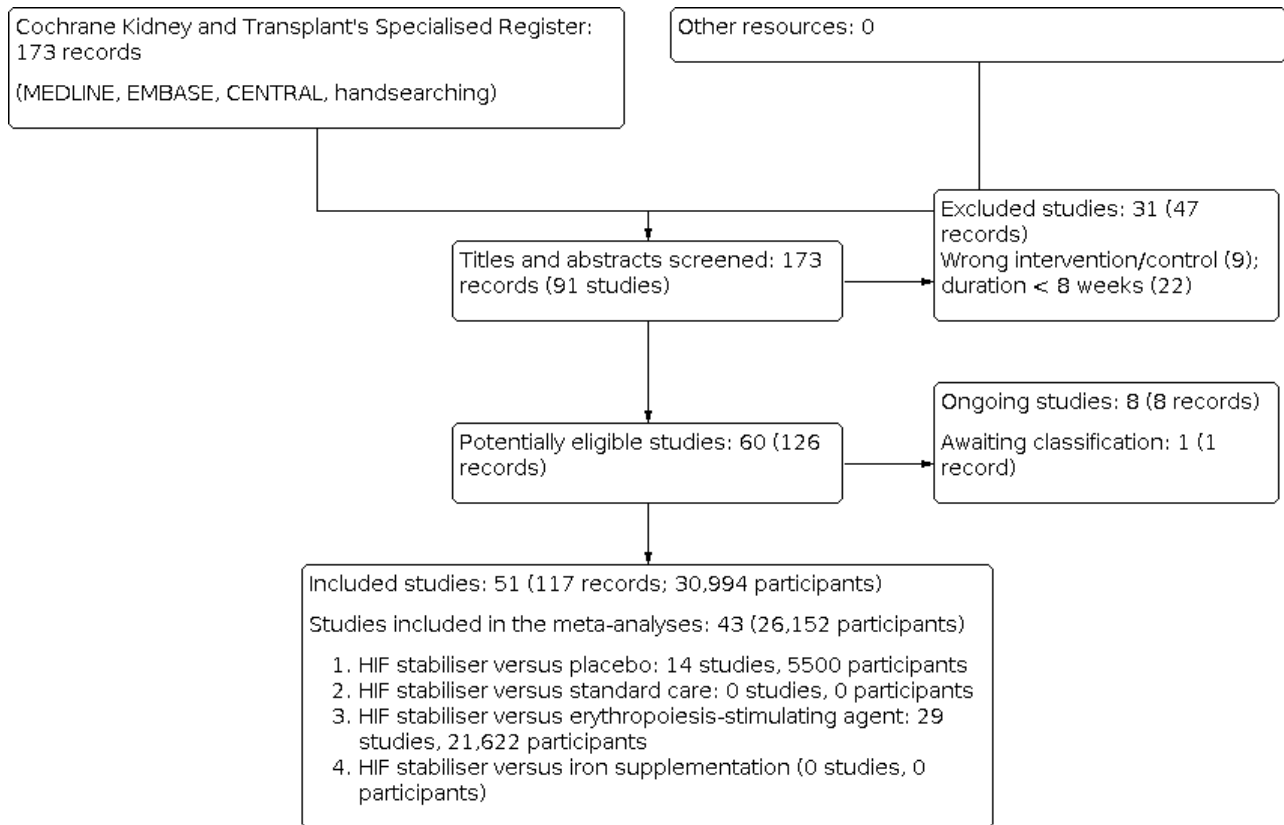 Cochrane Kidney and Transplant's Specialised Register:
173 records
(MEDLINE, EMBASE, CENTRAL, handsearching)
Other resources: 0
Excluded studies: 31 (47
records)
Wrong intervention/control (9);
duration < 8 weeks (22)
Titles and abstracts screened: 173
records (91 studies)
Ongoing studies: 8 (8 records)
Awaiting classification: 1 (1
record)
Potentially eligible studies: 60 (126
records)
Included studies: 51 (117 records; 30,994 participants)
Studies included in the meta-analyses: 43 (26,152 participants)
1. HIF stabiliser versus placebo: 14 studies, 5500 participants
2. HIF stabiliser versus standard care: 0 studies, 0 participants
3. HIF stabiliser versus erythropoiesis-stimulating agent: 29
studies, 21,622 participants
4. HIF stabiliser versus iron supplementation (0 studies, 0
participants)